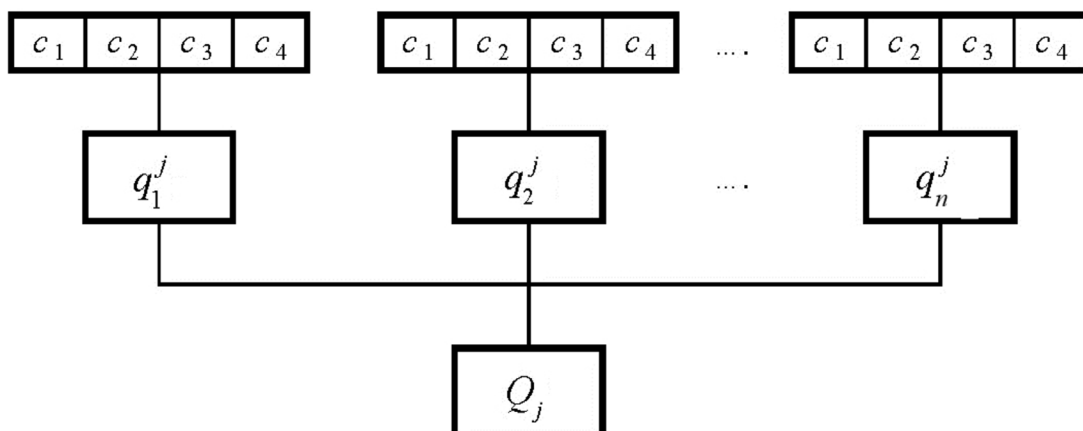 c₁ c₂ c₃ c₄ c₁ c₂ c₃ c₄ .... c₁ c₂ c₃ c₄
q₁ʲ q₂ʲ .... qₙʲ
Qⱼ